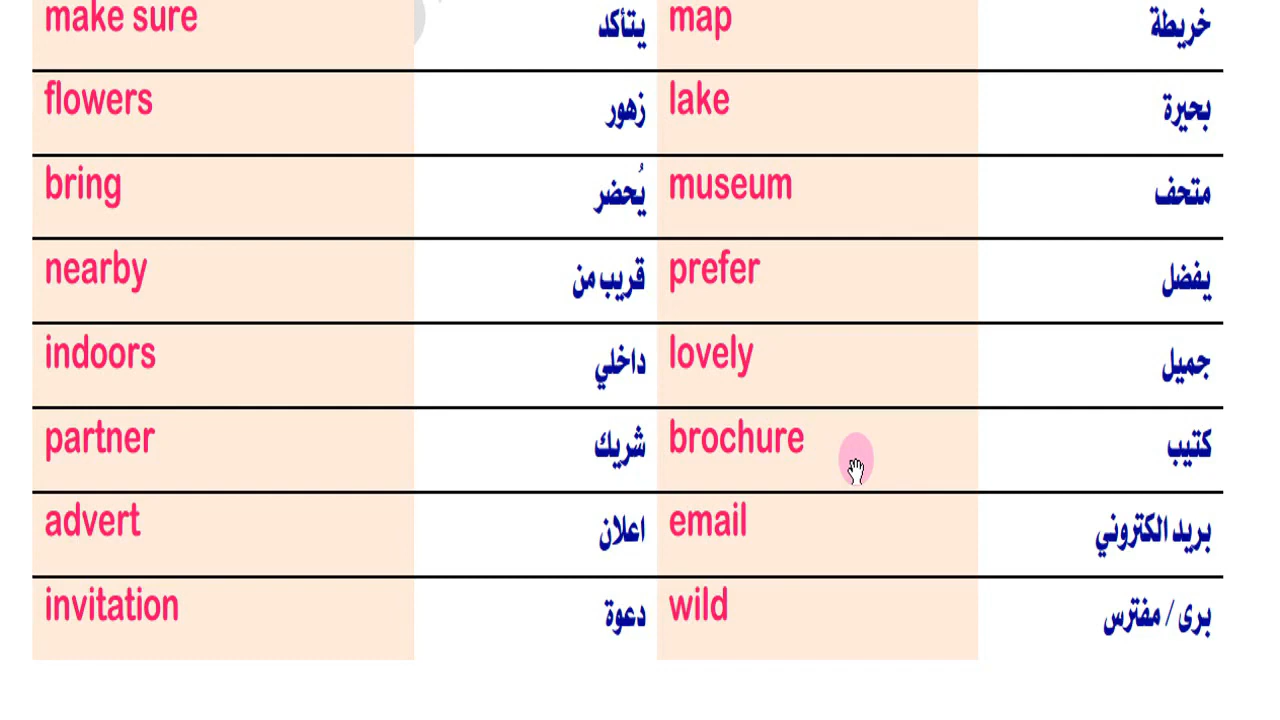 make sure يتأكد map خريطة
flowers زهور lake بحيرة
bring يُحضر museum متحف
nearby قريب من prefer يفضل
indoors داخلي lovely جميل
partner شريك brochure كتيب
advert اعلان email بريد الكتروني
invitation دعوة wild برى / مفترس